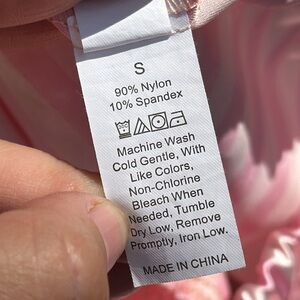 S
90% Nylon
10% Spandex
Machine Wash
Cold Gentle, With
Like Colors,
Non-Chlorine
Bleach When
Needed, Tumble
Dry Low, Remove
Promptly, Iron Low.
MADE IN CHINA